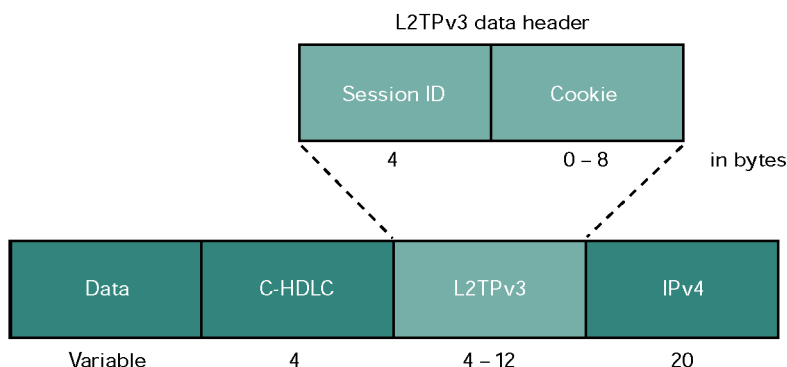 L2TPv3 data header
Session ID Cookie
4 0 – 8 in bytes
Data C-HDLC L2TPv3 IPv4
Variable 4 4 – 12 20